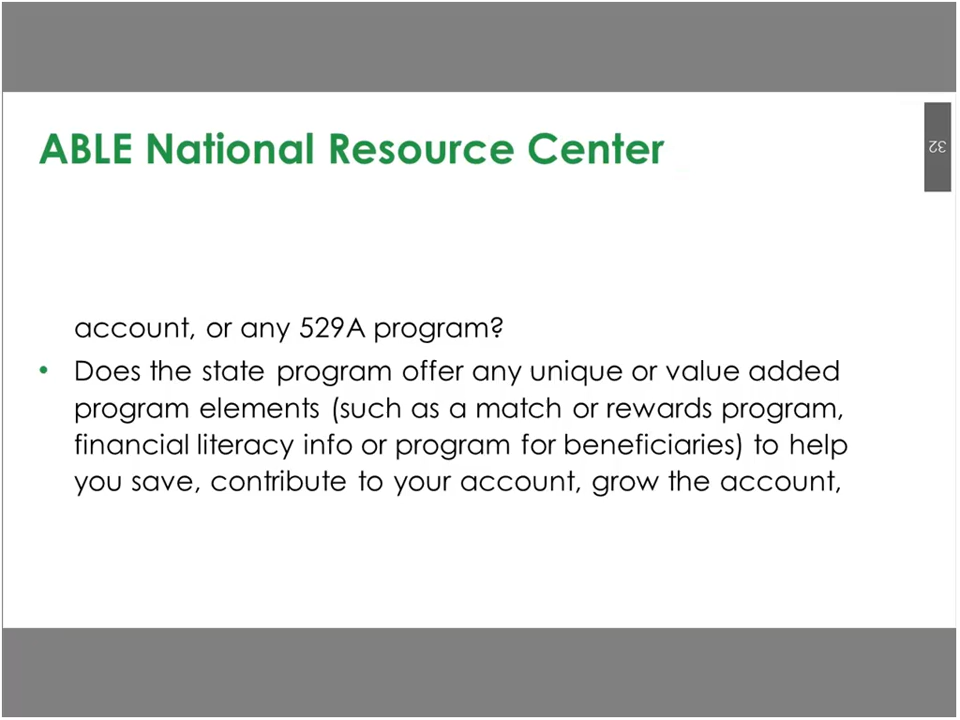 ABLE National Resource Center
32
account, or any 529A program?
• Does the state program offer any unique or value added
program elements (such as a match or rewards program,
financial literacy info or program for beneficiaries) to help
you save, contribute to your account, grow the account,